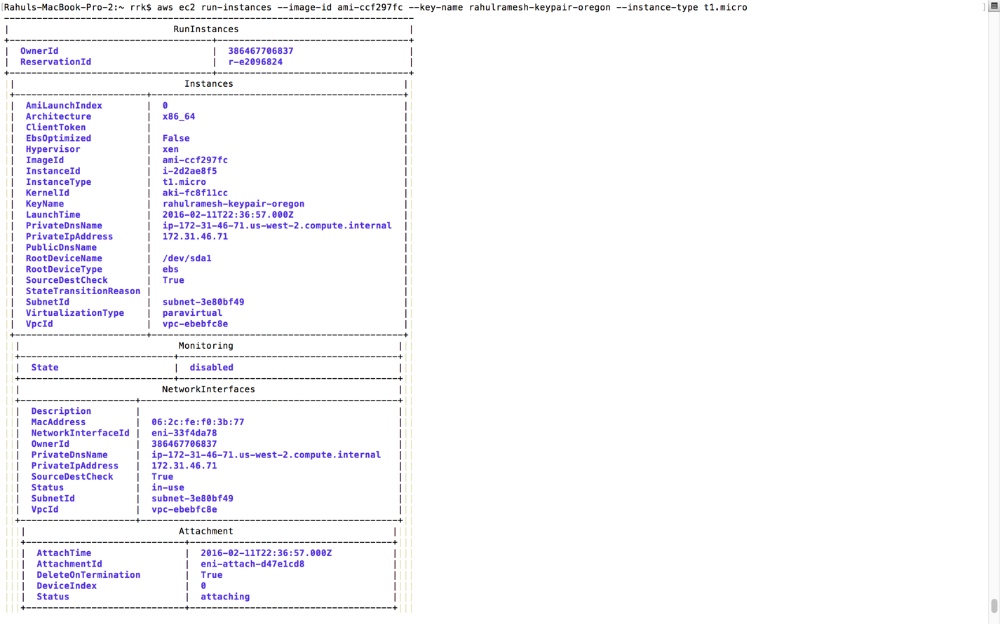 [Rahuls-MacBook-Pro-2:~ rrk$ aws ec2 run-instances --image-id ami-ccf297fc --key-name rahulramesh-keypair-oregon --instance-type t1.micro ]
RunInstances
OwnerId | 386467706837
ReservationId | r-e2096824
Instances
AmiLaunchIndex | 0
Architecture | x86_64
ClientToken |
EbsOptimized | False
Hypervisor | xen
ImageId | ami-ccf297fc
InstanceId | i-2d2ae8f5
InstanceType | t1.micro
KernelId | aki-fc8f11cc
KeyName | rahulramesh-keypair-oregon
LaunchTime | 2016-02-11T22:36:57.000Z
PrivateDnsName | ip-172-31-46-71.us-west-2.compute.internal
PrivateIpAddress | 172.31.46.71
PublicDnsName |
RootDeviceName | /dev/sda1
RootDeviceType | ebs
SourceDestCheck | True
StateTransitionReason |
SubnetId | subnet-3e80bf49
VirtualizationType | paravirtual
VpcId | vpc-ebebfc8e
Monitoring
State | disabled
NetworkInterfaces
Description |
MacAddress | 06:2c:fe:f0:3b:77
NetworkInterfaceId | eni-33f4da78
OwnerId | 386467706837
PrivateDnsName | ip-172-31-46-71.us-west-2.compute.internal
PrivateIpAddress | 172.31.46.71
SourceDestCheck | True
Status | in-use
SubnetId | subnet-3e80bf49
VpcId | vpc-ebebfc8e
Attachment
AttachTime | 2016-02-11T22:36:57.000Z
AttachmentId | eni-attach-d47e1cd8
DeleteOnTermination | True
DeviceIndex | 0
Status | attaching